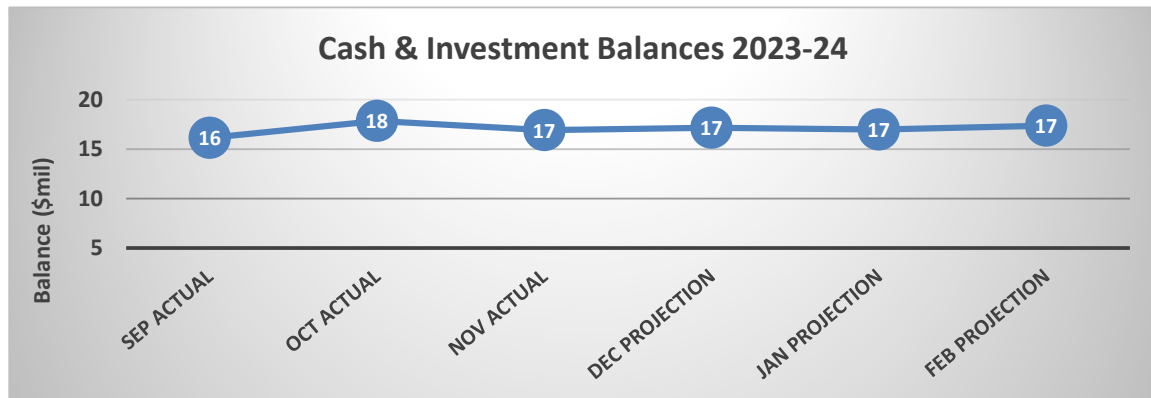 Cash & Investment Balances 2023-24
Balance ($mil)
20
15
10
5
16
18
17
17
17
17
SEP ACTUAL
OCT ACTUAL
NOV ACTUAL
DEC PROJECTION
JAN PROJECTION
FEB PROJECTION